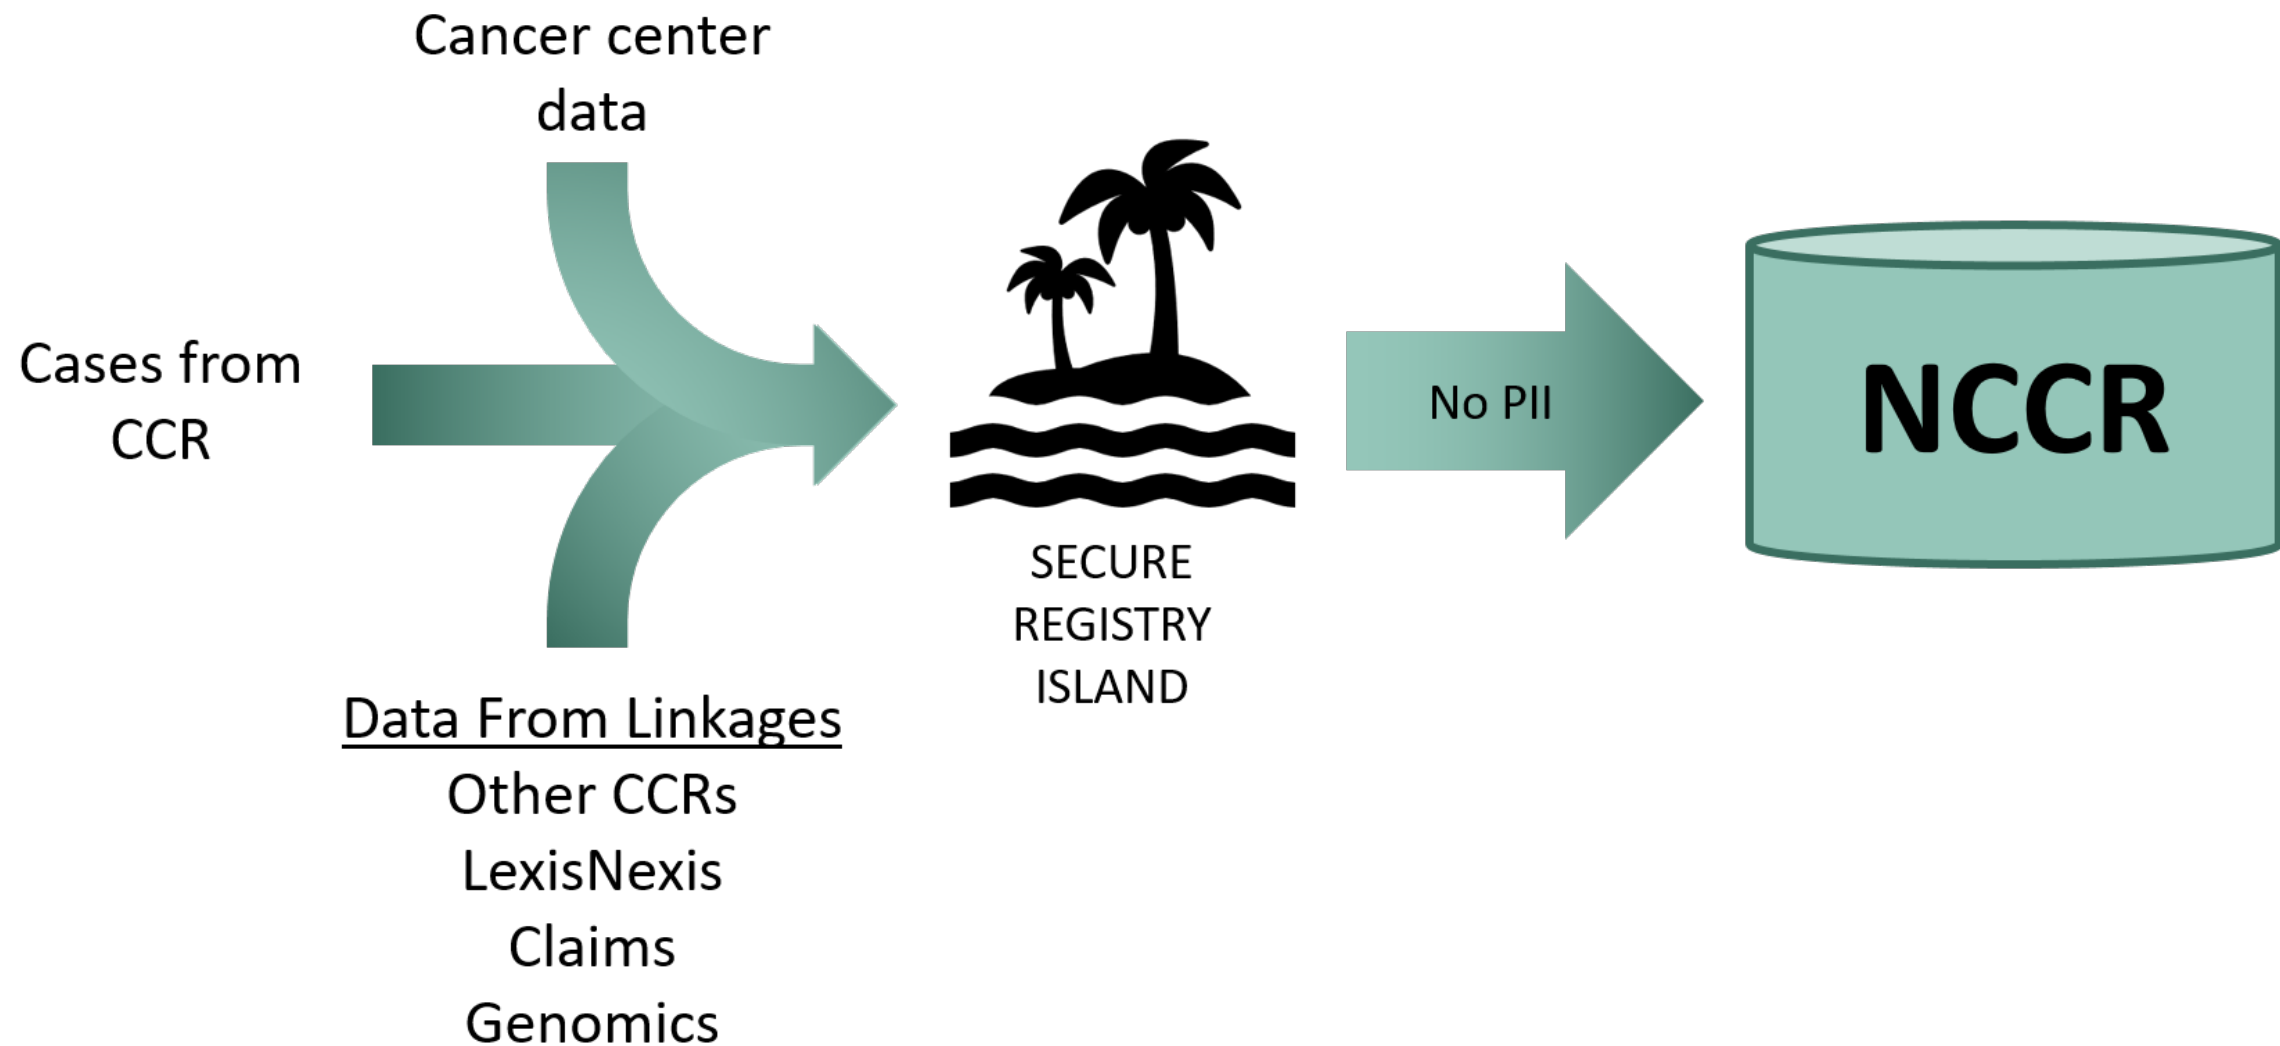 Cancer center
data
Cases from
CCR
Data From Linkages
Other CCRs
LexisNexis
Claims
Genomics
SECURE
REGISTRY
ISLAND
No PII
NCCR